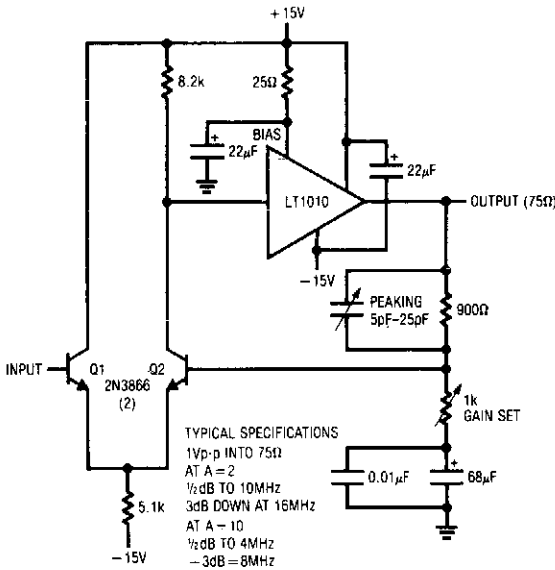 +15V
8.2k
25Ω
BIAS
+
22µF
+
22µF
LT1010
OUTPUT (75Ω)
−15V
PEAKING
5pF–25pF
900Ω
INPUT
Q1
Q2
2N3866
(2)
1k
GAIN SET
TYPICAL SPECIFICATIONS
1Vp-p INTO 75Ω
AT A = 2
½dB TO 10MHz
3dB DOWN AT 16MHz
AT A = 10
½dB TO 4MHz
−3dB = 8MHz
0.01µF
+
68µF
5.1k
−15V